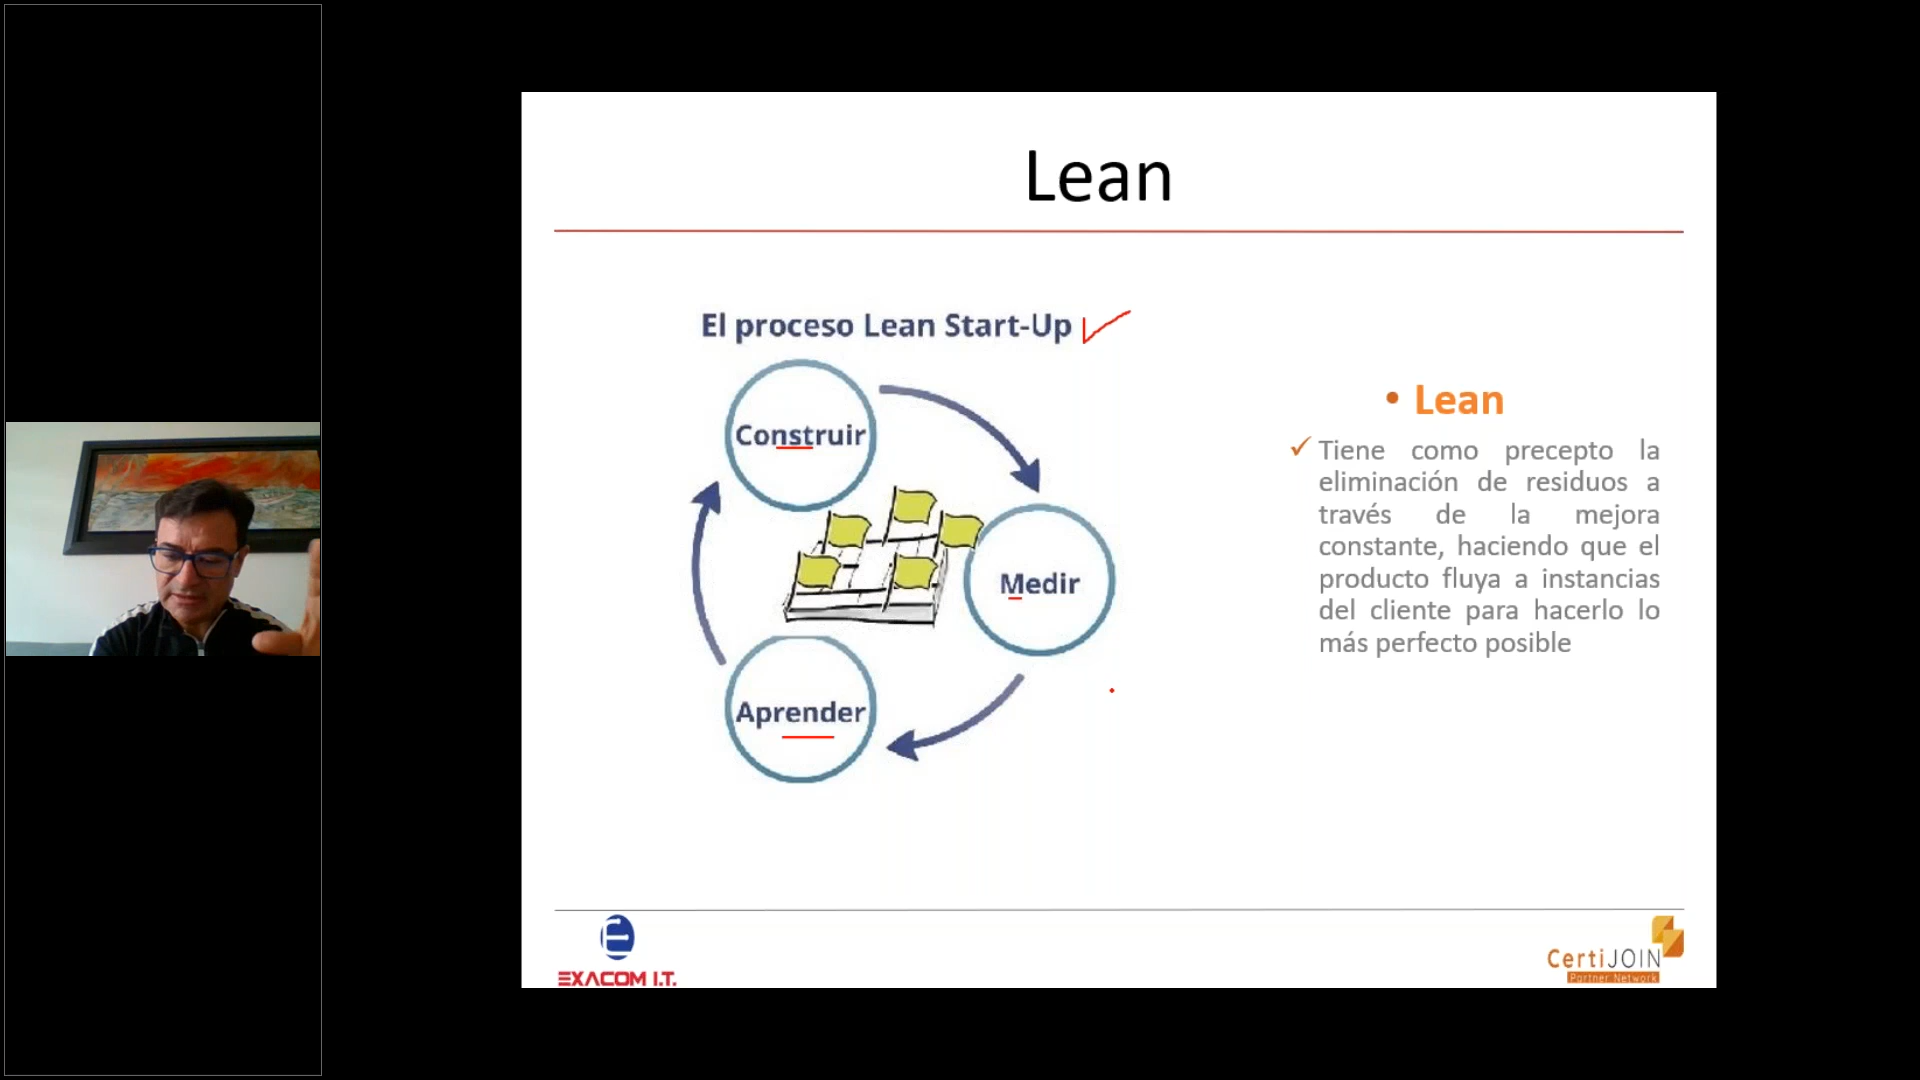 Lean
El proceso Lean Start-Up
Construir
Medir
Aprender
• Lean
✓ Tiene como precepto la
eliminación de residuos a
través de la mejora
constante, haciendo que el
producto fluya a instancias
del cliente para hacerlo lo
más perfecto posible
EXACOM I.T.
CertiJOIN
Partner Network